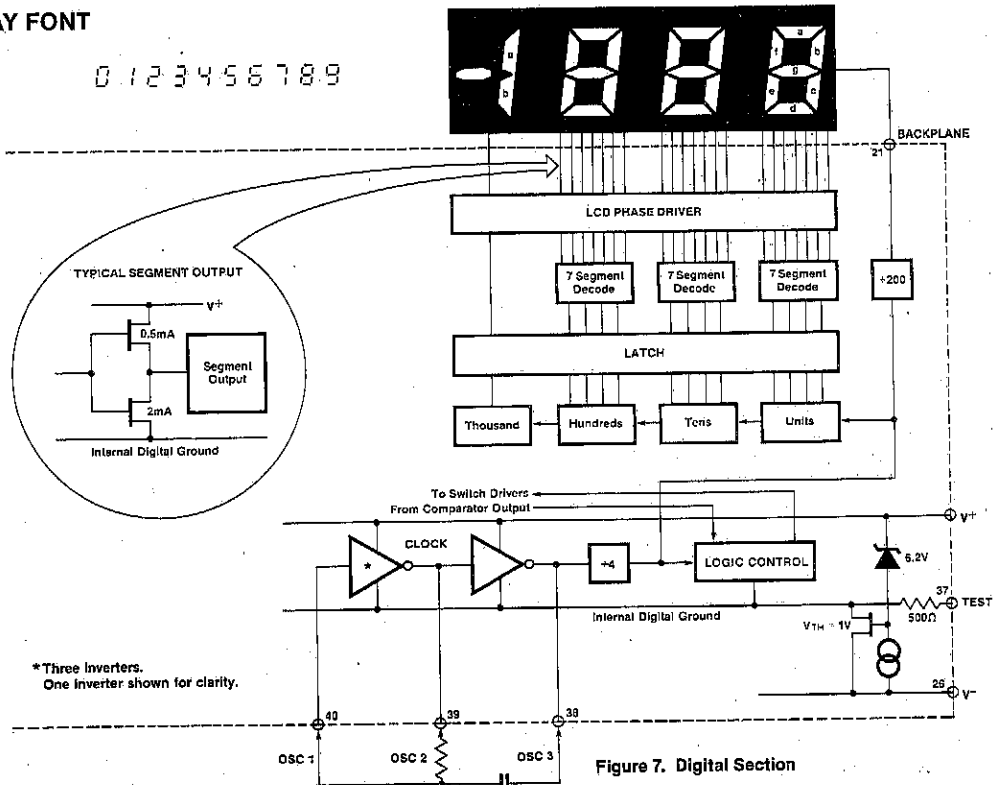 AY FONT
0 1 2 3 4 5 6 7 8 9
a
b
a
f
b
g
e
c
d
BACKPLANE
21
LCD PHASE DRIVER
TYPICAL SEGMENT OUTPUT
V+
0.5mA
Segment
Output
2mA
Internal Digital Ground
7 Segment
Decode
7 Segment
Decode
7 Segment
Decode
÷200
LATCH
Thousand
Hundreds
Tens
Units
To Switch Drivers
From Comparator Output
V+
CLOCK
*
÷4
LOGIC CONTROL
6.2V
37
TEST
500Ω
Internal Digital Ground
VTH = 1V
26
V-
*Three Inverters.
One Inverter shown for clarity.
40
39
38
OSC 1
OSC 2
OSC 3
Figure 7. Digital Section